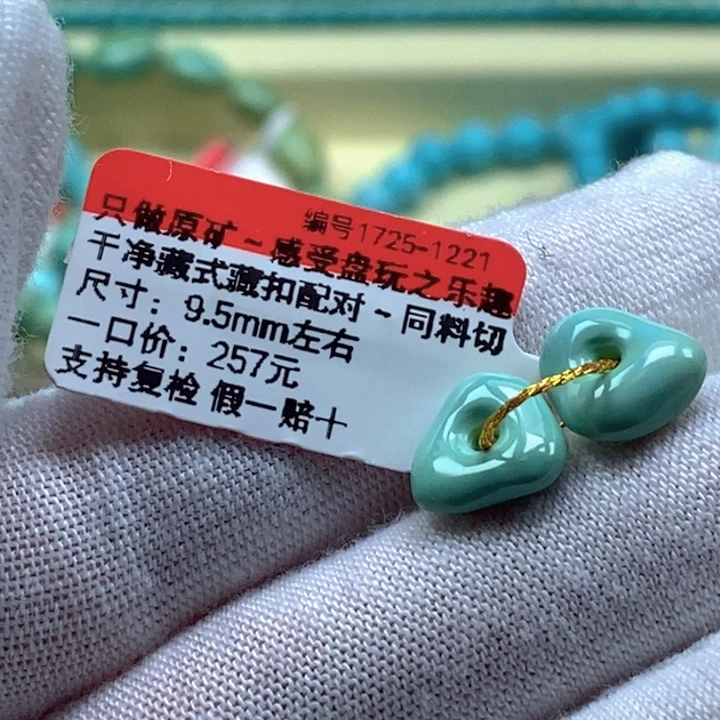 编号1725-1221
只做原矿~感受盘玩之乐趣
干净藏式藏扣配对~同料切
尺寸：9.5mm左右
一口价：257元
支持复检 假一赔十